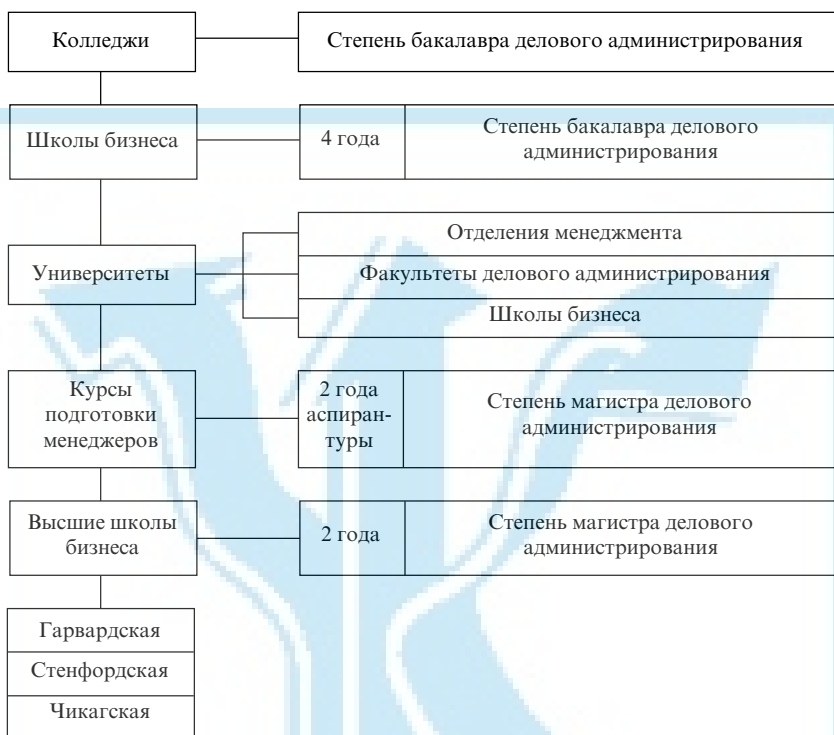 Колледжи
Степень бакалавра делового администрирования
Школы бизнеса
4 года
Степень бакалавра делового
администрирования
Университеты
Отделения менеджмента
Факультеты делового администрирования
Школы бизнеса
Курсы
подготовки
менеджеров
2 года
аспиран-
туры
Степень магистра делового
администрирования
Высшие школы
бизнеса
2 года
Степень магистра делового
администрирования
Гарвардская
Стенфордская
Чикагская